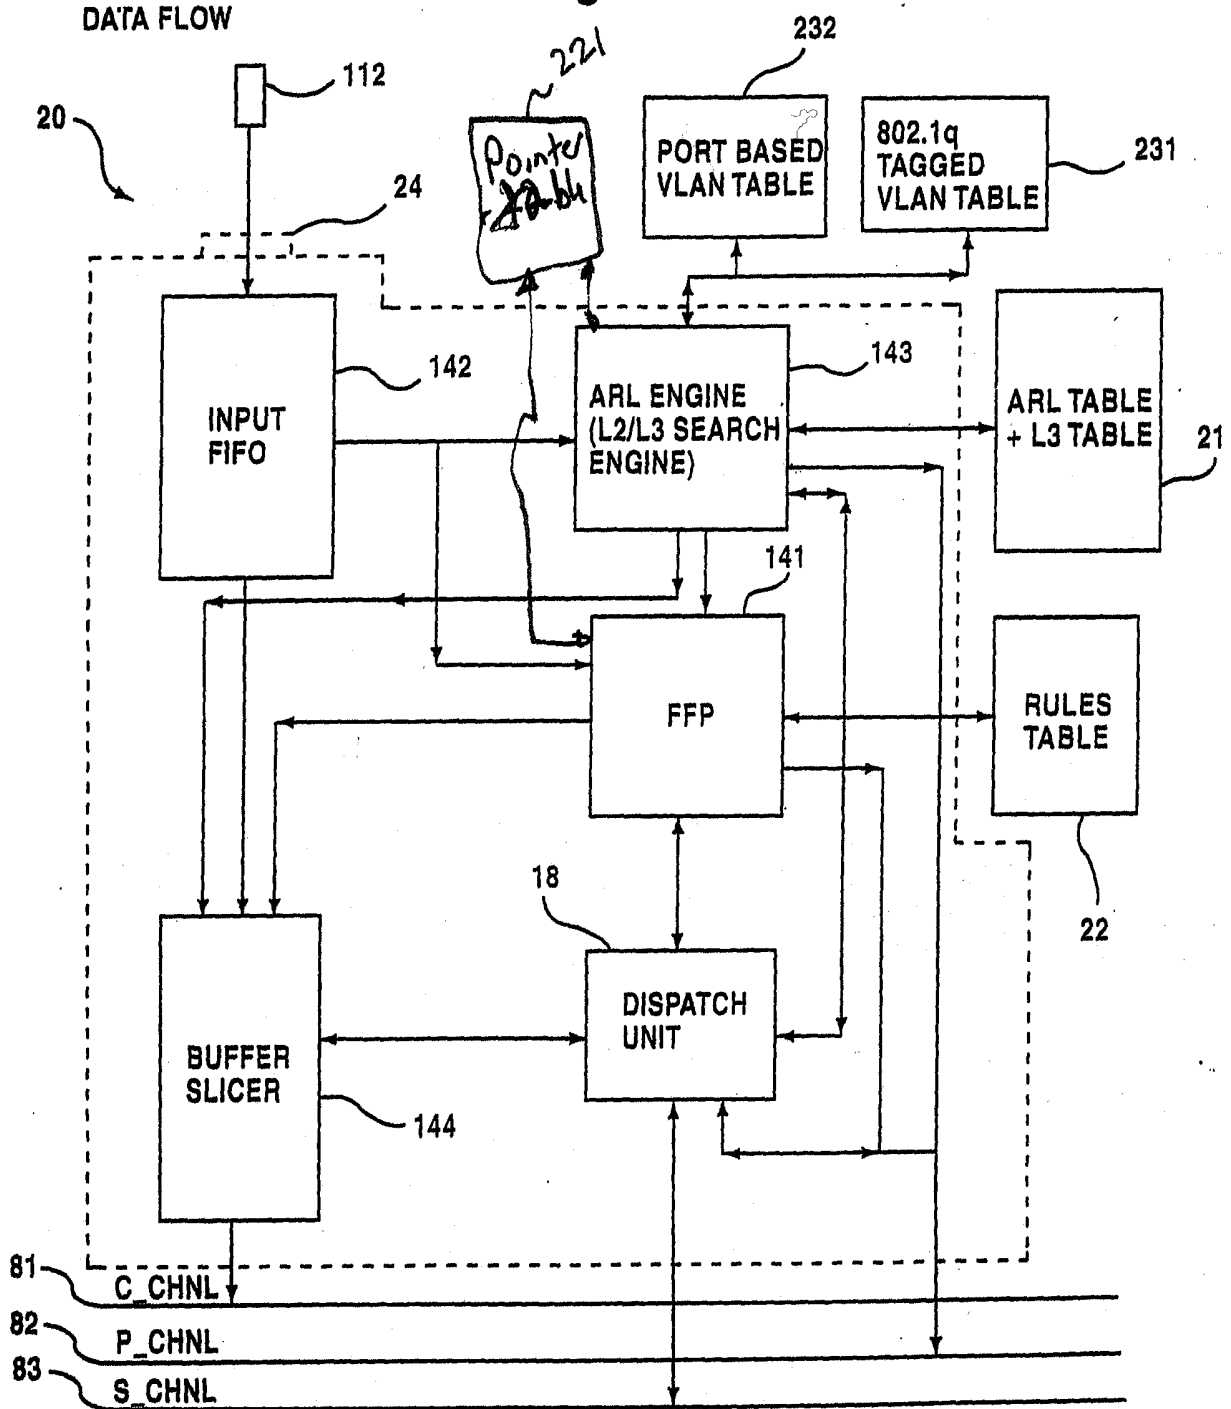 DATA FLOW
112
20
24
221
232
231
Pointer
Table
PORT BASED
VLAN TABLE
802.1q
TAGGED
VLAN TABLE
142
143
INPUT
FIFO
ARL ENGINE
(L2/L3 SEARCH
ENGINE)
ARL TABLE
+ L3 TABLE
21
141
FFP
RULES
TABLE
22
18
DISPATCH
UNIT
BUFFER
SLICER
144
81
C_CHNL
82
P_CHNL
83
S_CHNL